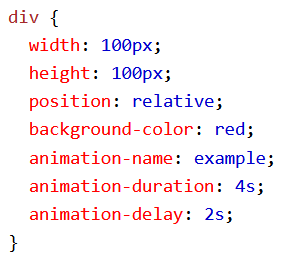 div {
  width: 100px;
  height: 100px;
  position: relative;
  background-color: red;
  animation-name: example;
  animation-duration: 4s;
  animation-delay: 2s;
}